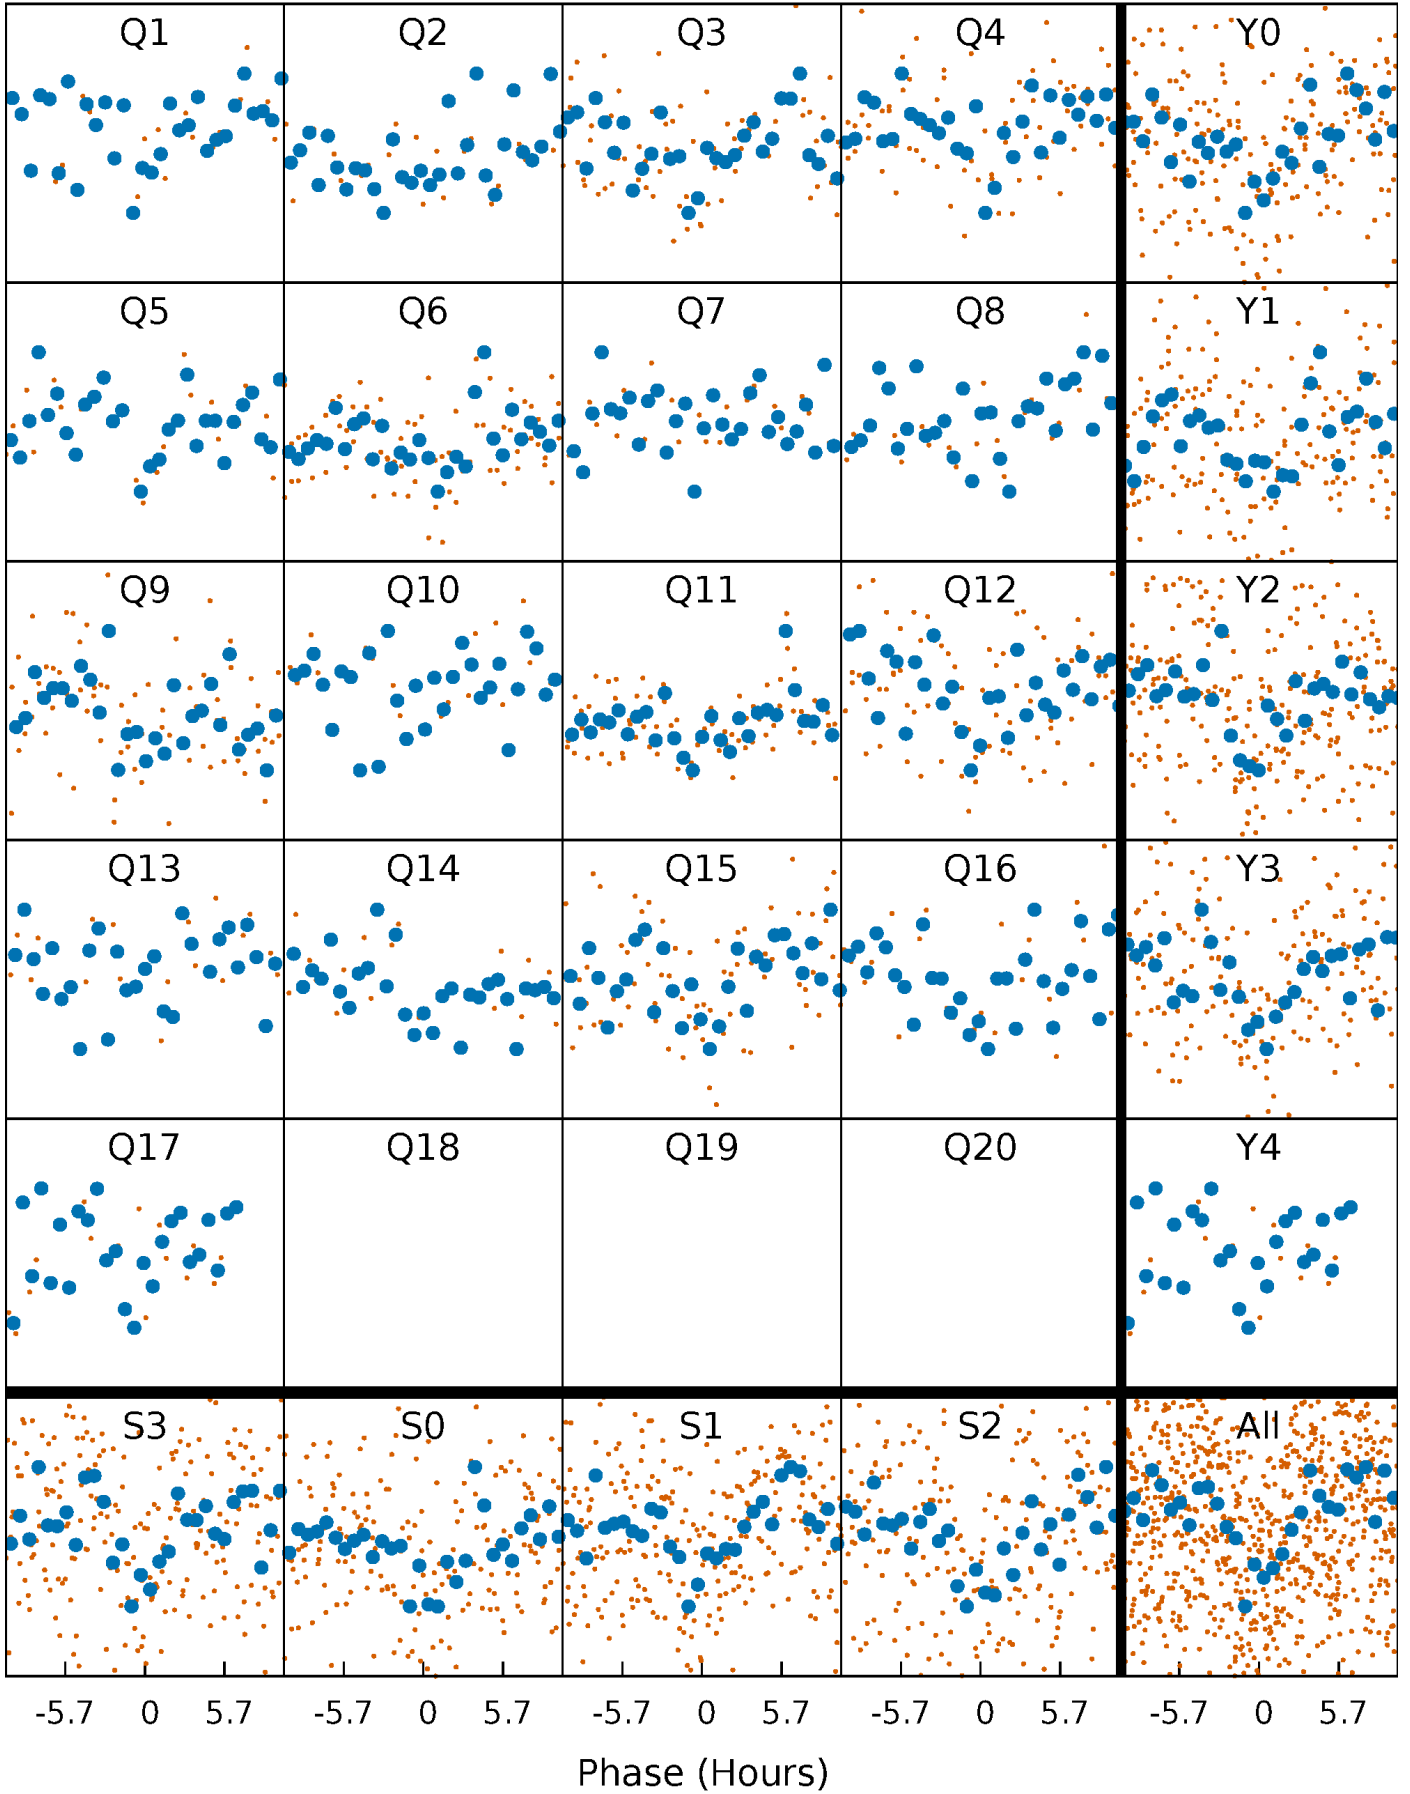 Q1 Q2 Q3 Q4 Y0
Q5 Q6 Q7 Q8 Y1
Q9 Q10 Q11 Q12 Y2
Q13 Q14 Q15 Q16 Y3
Q17 Q18 Q19 Q20 Y4
S3 S0 S1 S2 All
-5.7 0 5.7 -5.7 0 5.7 -5.7 0 5.7 -5.7 0 5.7 -5.7 0 5.7
Phase (Hours)